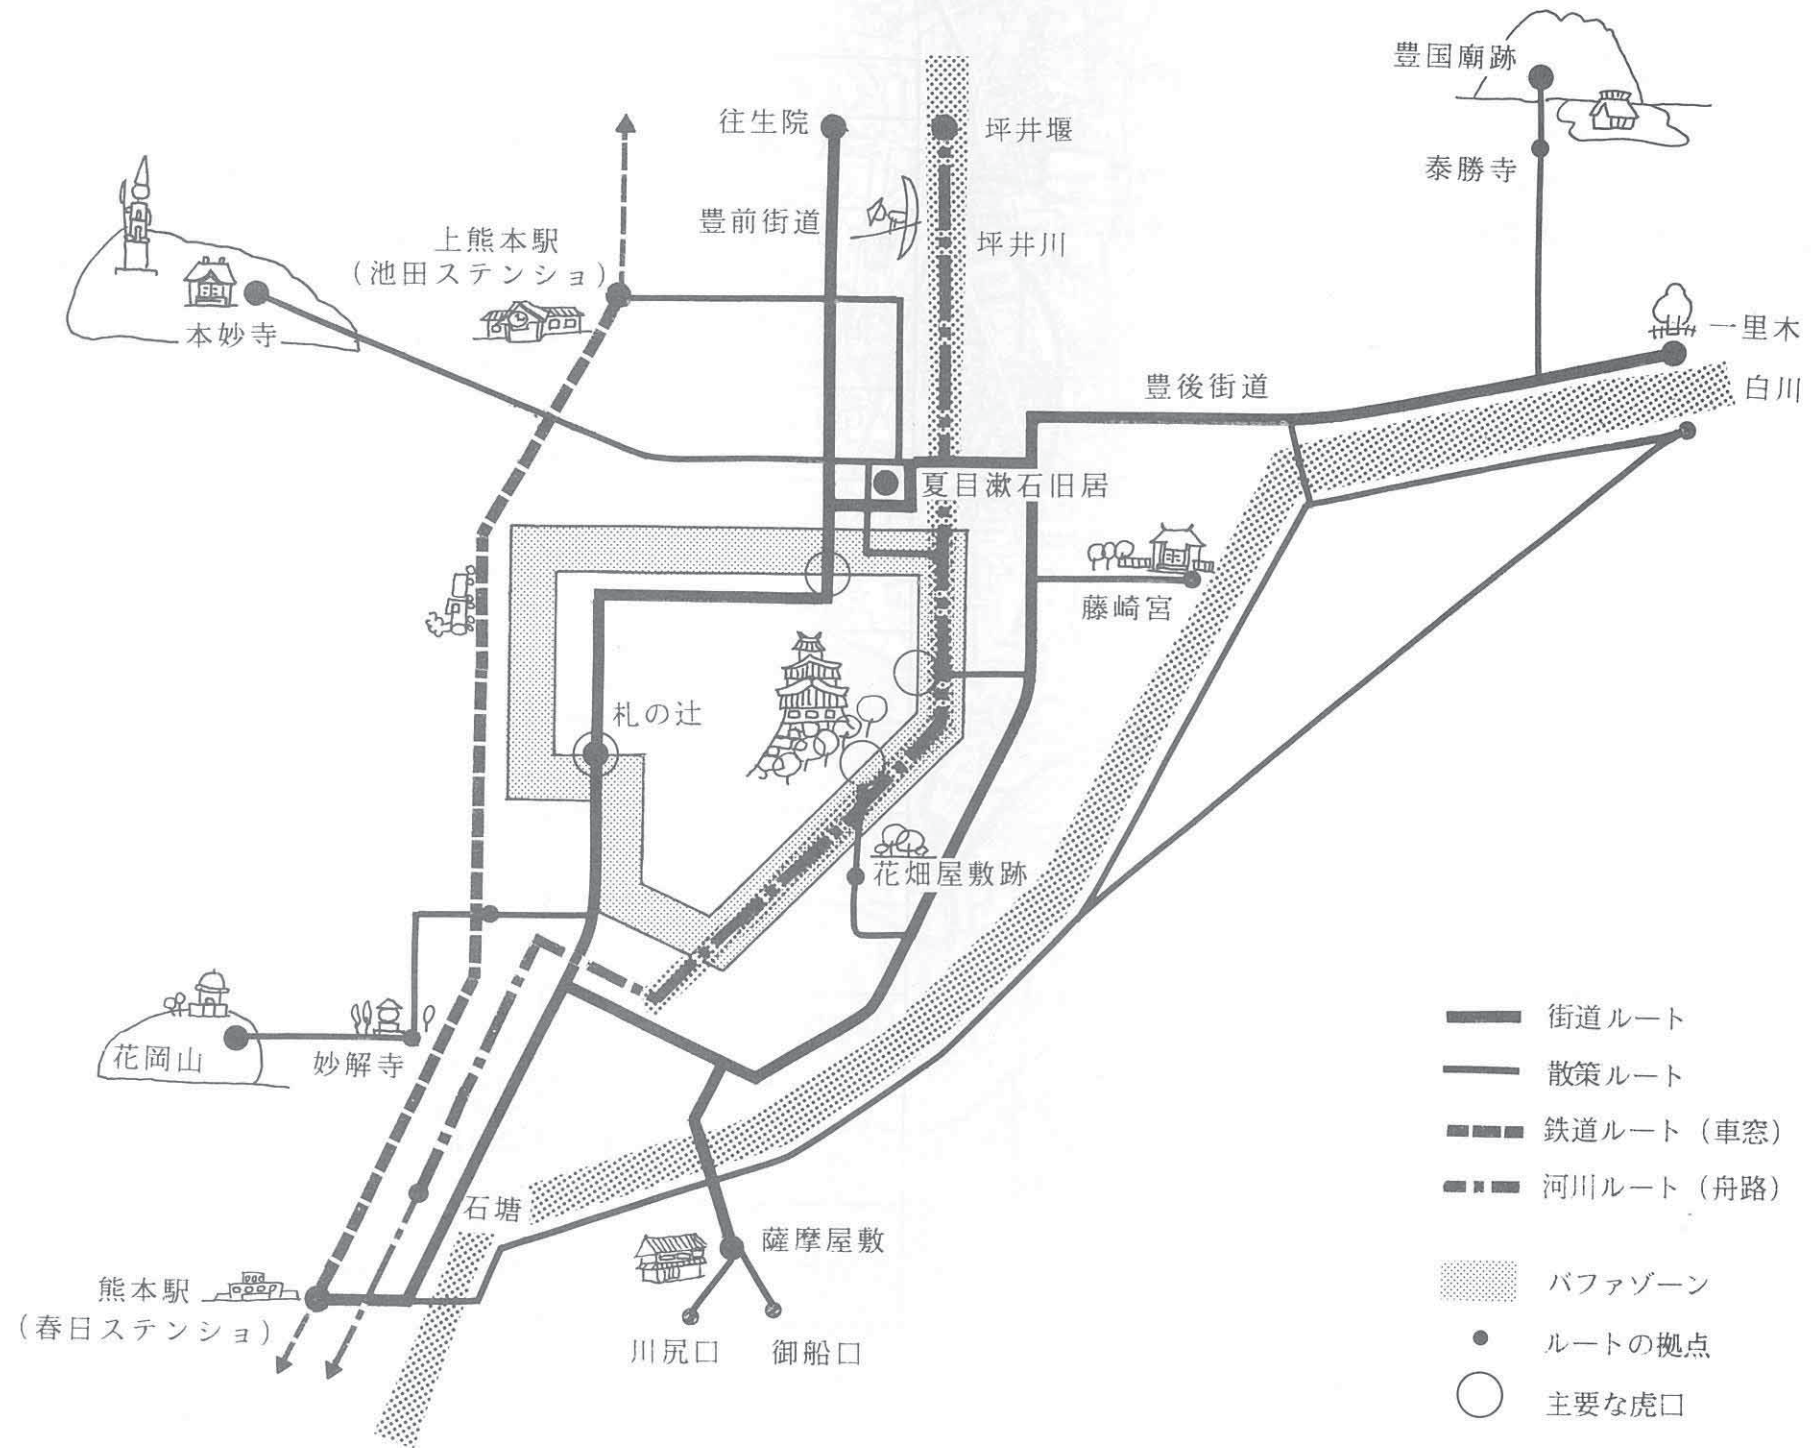 豊国廟跡
往生院
坪井堰
泰勝寺
豊前街道
坪井川
上熊本駅
（池田ステンショ）
本妙寺
一里木
豊後街道
白川
夏目漱石旧居
藤崎宮
札の辻
花畑屋敷跡
花岡山
妙解寺
石塘
薩摩屋敷
熊本駅
（春日ステンショ）
川尻口
御船口
街道ルート
散策ルート
鉄道ルート（車窓）
河川ルート（舟路）
バファゾーン
ルートの拠点
主要な虎口